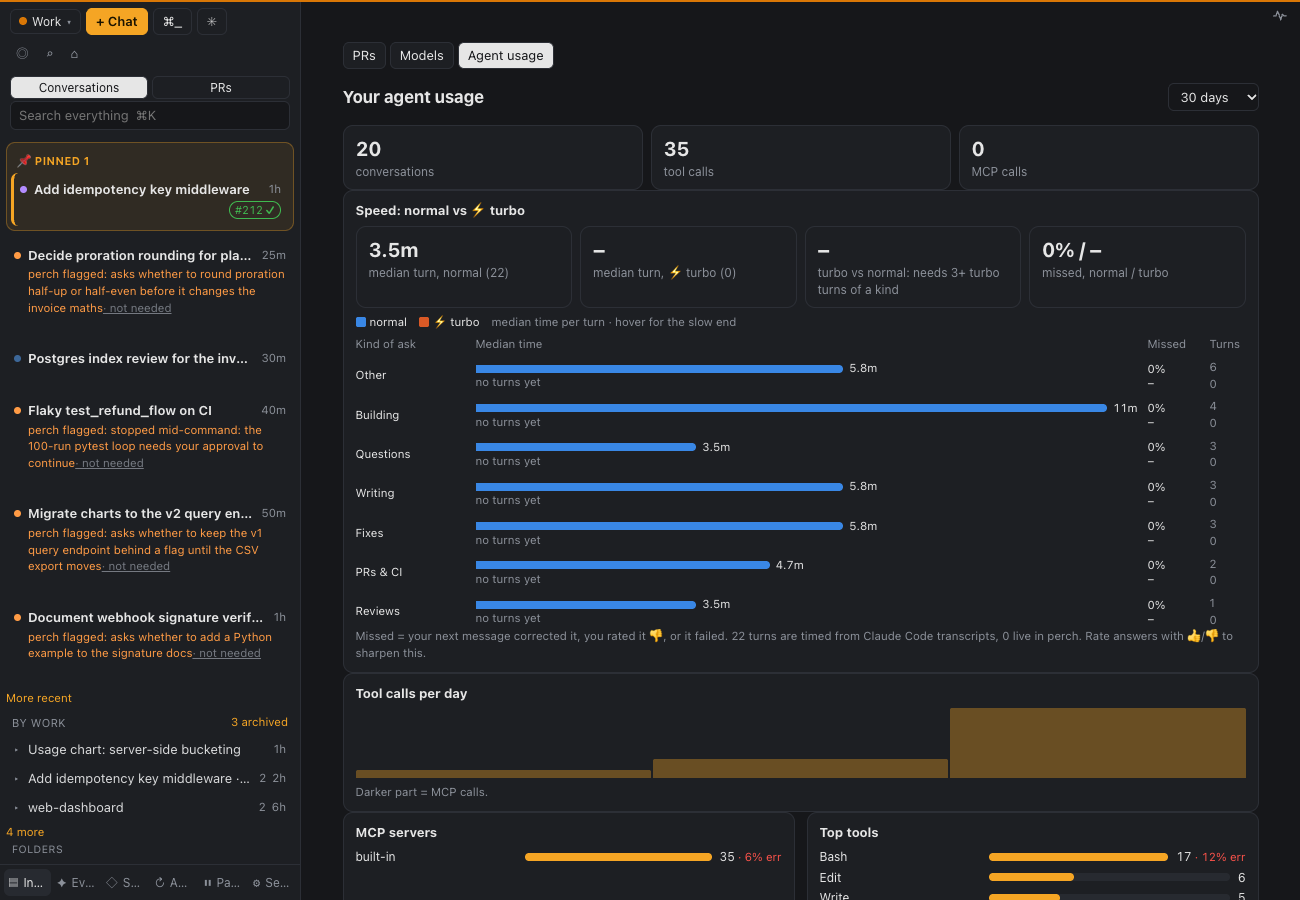 Work
+ Chat
⌘_
Conversations
PRs
Search everything ⌘K
📌 PINNED 1
Add idempotency key middleware 1h
#212 ✓
Decide proration rounding for pla... 25m
perch flagged: asks whether to round proration
half-up or half-even before it changes the
invoice maths· not needed
Postgres index review for the inv... 30m
Flaky test_refund_flow on CI 40m
perch flagged: stopped mid-command: the
100-run pytest loop needs your approval to
continue· not needed
Migrate charts to the v2 query en... 50m
perch flagged: asks whether to keep the v1
query endpoint behind a flag until the CSV
export moves· not needed
Document webhook signature verif... 1h
perch flagged: asks whether to add a Python
example to the signature docs· not needed
More recent
BY WORK 3 archived
Usage chart: server-side bucketing 1h
Add idempotency key middleware ·... 2 2h
web-dashboard 2 6h
4 more
FOLDERS
In... Ev... S... A... Pa... Se...
PRs Models Agent usage
Your agent usage
30 days
20
conversations
35
tool calls
0
MCP calls
Speed: normal vs ⚡ turbo
3.5m
median turn, normal (22)
–
median turn, ⚡ turbo (0)
–
turbo vs normal: needs 3+ turbo
turns of a kind
0% / –
missed, normal / turbo
normal ⚡ turbo median time per turn · hover for the slow end
Kind of ask Median time Missed Turns
Other 5.8m 0% 6
no turns yet – 0
Building 11m 0% 4
no turns yet – 0
Questions 3.5m 0% 3
no turns yet – 0
Writing 5.8m 0% 3
no turns yet – 0
Fixes 5.8m 0% 3
no turns yet – 0
PRs & CI 4.7m 0% 2
no turns yet – 0
Reviews 3.5m 0% 1
no turns yet – 0
Missed = your next message corrected it, you rated it 👎, or it failed. 22 turns are timed from Claude Code transcripts, 0 live in perch. Rate answers with 👍/👎 to
sharpen this.
Tool calls per day
Darker part = MCP calls.
MCP servers
built-in 35 · 6% err
Top tools
Bash 17 · 12% err
Edit 6
Write 5